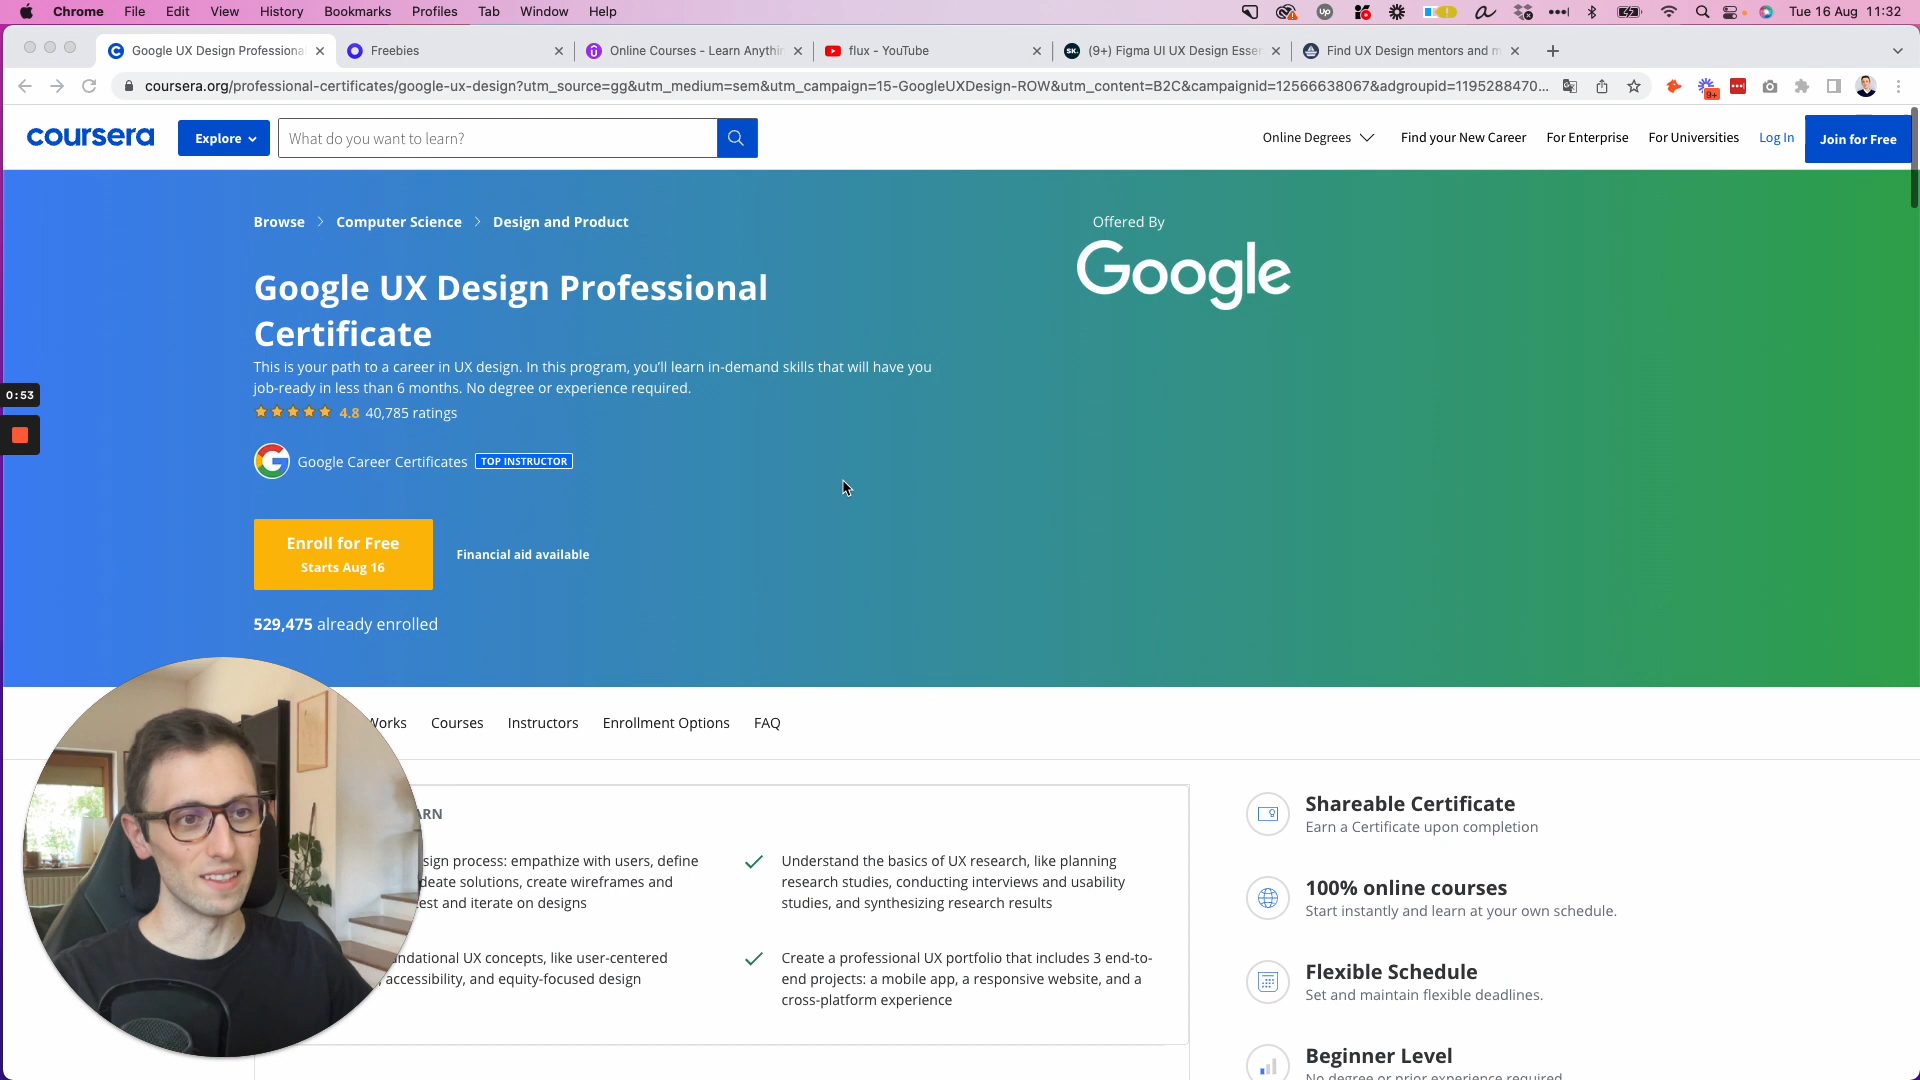 Chrome File Edit View History Bookmarks Profiles Tab Window Help
Tue 16 Aug 11:32
Google UX Design Professiona
Freebies
Online Courses - Learn Anythi
flux - YouTube
(9+) Figma UI UX Design Esse
Find UX Design mentors and m
coursera.org/professional-certificates/google-ux-design?utm_source=gg&utm_medium=sem&utm_campaign=15-GoogleUXDesign-ROW&utm_content=B2C&campaignid=12566638067&adgroupid=1195288470...
9+
coursera
Explore
What do you want to learn?
Online Degrees
Find your New Career
For Enterprise
For Universities
Log In
Join for Free
Browse > Computer Science > Design and Product
Offered By
Google
Google UX Design Professional
Certificate
This is your path to a career in UX design. In this program, you'll learn in-demand skills that will have you
job-ready in less than 6 months. No degree or experience required.
4.8 40,785 ratings
0:53
Google Career Certificates TOP INSTRUCTOR
Enroll for Free
Starts Aug 16
Financial aid available
529,475 already enrolled
Works
Courses
Instructors
Enrollment Options
FAQ
ARN
sign process: empathize with users, define
deate solutions, create wireframes and
est and iterate on designs
Understand the basics of UX research, like planning
research studies, conducting interviews and usability
studies, and synthesizing research results
ndational UX concepts, like user-centered
, accessibility, and equity-focused design
Create a professional UX portfolio that includes 3 end-to-
end projects: a mobile app, a responsive website, and a
cross-platform experience
Shareable Certificate
Earn a Certificate upon completion
100% online courses
Start instantly and learn at your own schedule.
Flexible Schedule
Set and maintain flexible deadlines.
Beginner Level
No degree or prior experience required